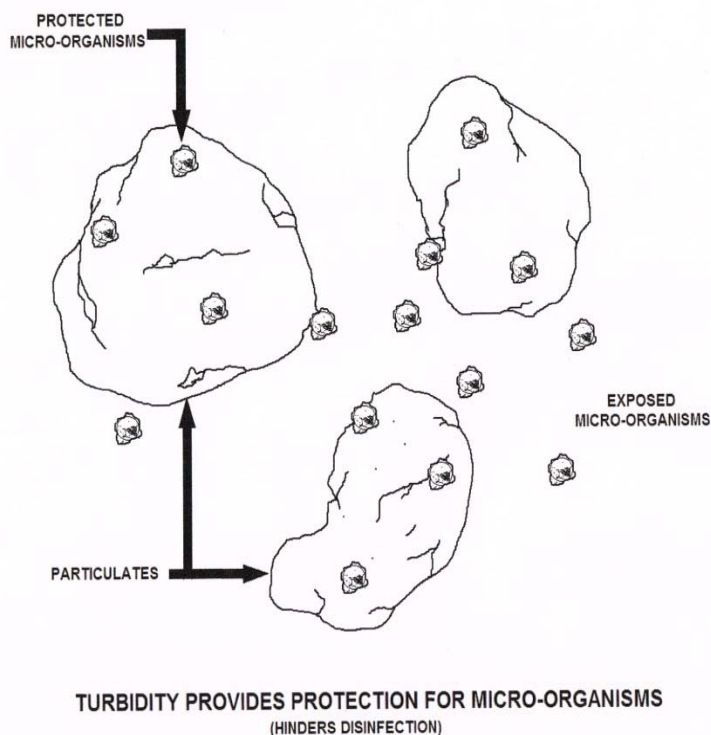 PROTECTED
MICRO-ORGANISMS
EXPOSED
MICRO-ORGANISMS
PARTICULATES
TURBIDITY PROVIDES PROTECTION FOR MICRO-ORGANISMS
(HINDERS DISINFECTION)